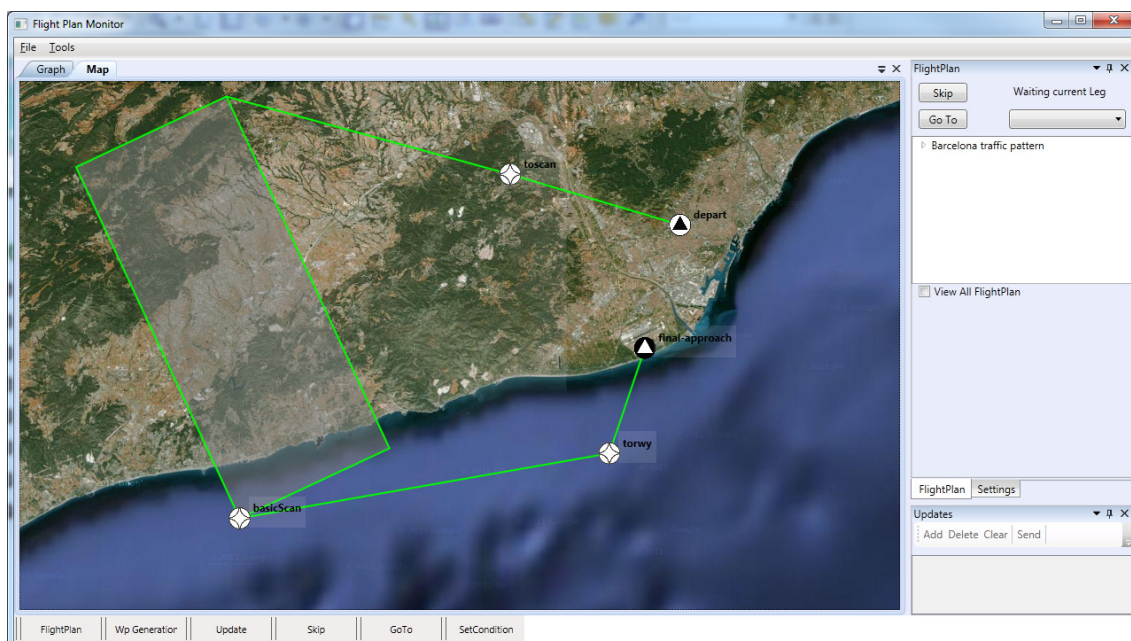 Flight Plan Monitor
File Tools
Graph Map
toscan
depart
final-approach
torwy
basicScan
FlightPlan
Skip Waiting current Leg
Go To
Barcelona traffic pattern
View All FlightPlan
FlightPlan Settings
Updates
Add Delete Clear Send
FlightPlan Wp Generation Update Skip GoTo SetCondition